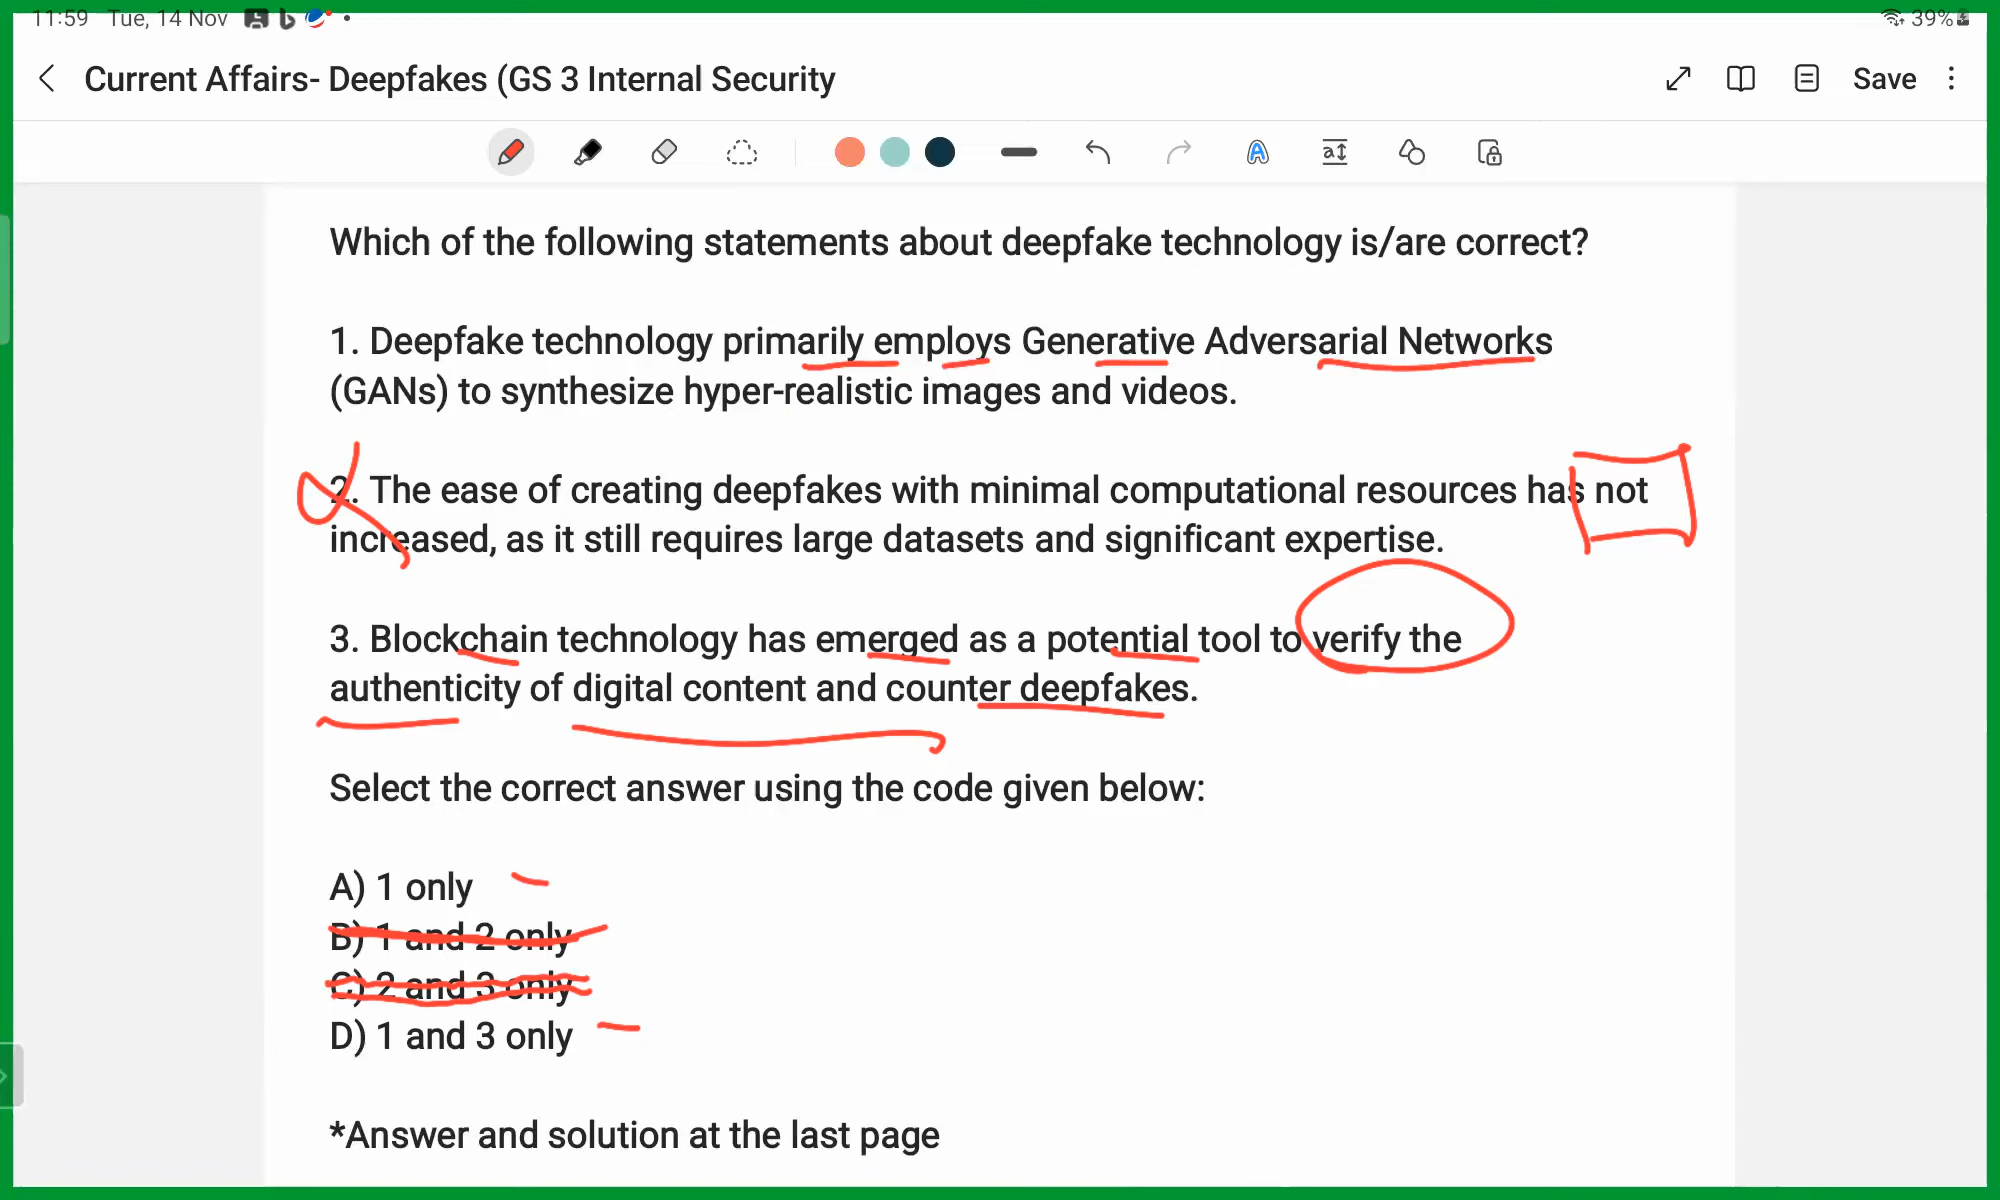 11:59 Tue, 14 Nov
39%
Current Affairs- Deepfakes (GS 3 Internal Security
Save
Which of the following statements about deepfake technology is/are correct?
1. Deepfake technology primarily employs Generative Adversarial Networks
(GANs) to synthesize hyper-realistic images and videos.
2. The ease of creating deepfakes with minimal computational resources has not
increased, as it still requires large datasets and significant expertise.
3. Blockchain technology has emerged as a potential tool to verify the
authenticity of digital content and counter deepfakes.
Select the correct answer using the code given below:
A) 1 only
B) 1 and 2 only
C) 2 and 3 only
D) 1 and 3 only
*Answer and solution at the last page